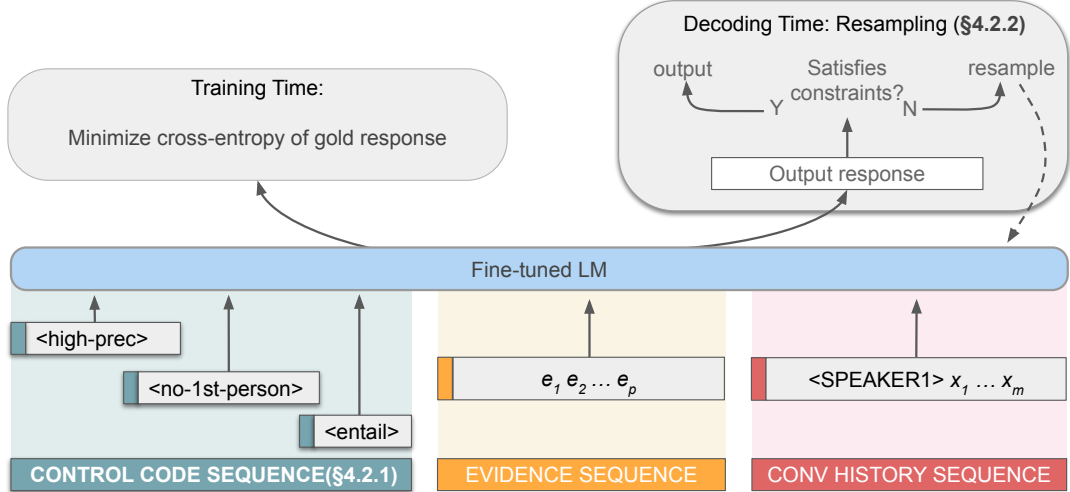 Decoding Time: Resampling (§4.2.2)
output
Satisfies
constraints?
resample
Y
N
Output response
Training Time:
Minimize cross-entropy of gold response
Fine-tuned LM
<high-prec>
<no-1st-person>
<entail>
e1 e2 … ep
<SPEAKER1> x1 … xm
CONTROL CODE SEQUENCE(§4.2.1)
EVIDENCE SEQUENCE
CONV HISTORY SEQUENCE